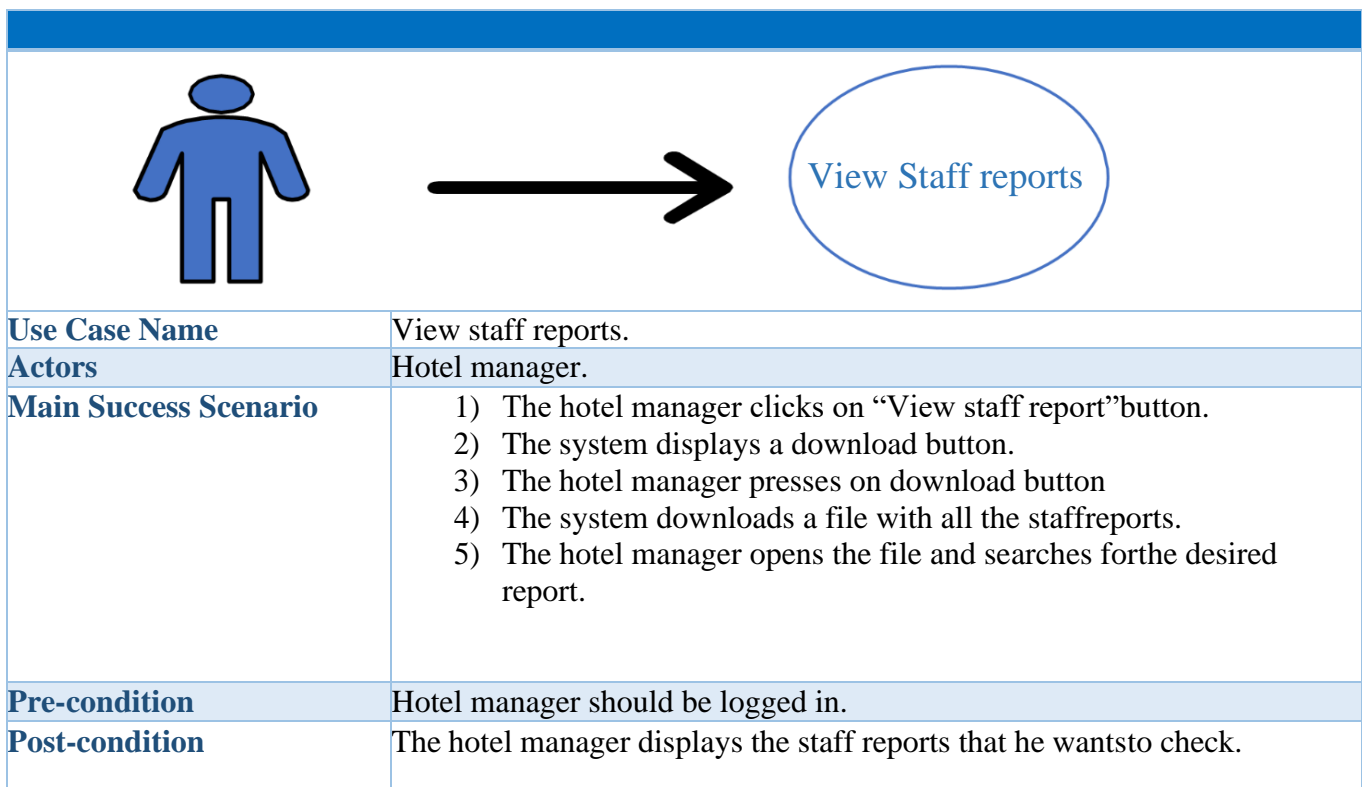 View Staff reports
Use Case Name
View staff reports.
Actors
Hotel manager.
Main Success Scenario
1) The hotel manager clicks on “View staff report”button.
2) The system displays a download button.
3) The hotel manager presses on download button
4) The system downloads a file with all the staffreports.
5) The hotel manager opens the file and searches forthe desired
report.
Pre-condition
Hotel manager should be logged in.
Post-condition
The hotel manager displays the staff reports that he wantsto check.